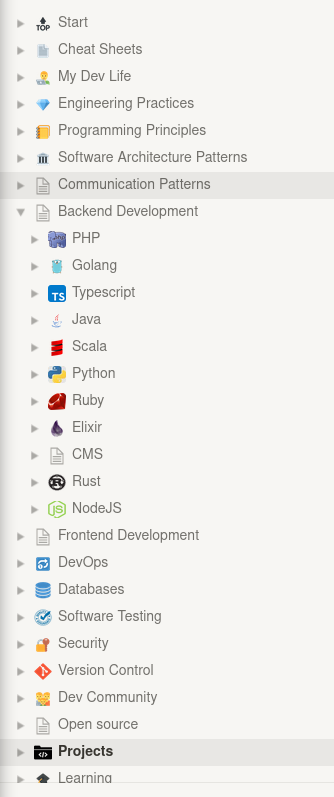 Start
TOP
Cheat Sheets
My Dev Life
Engineering Practices
Programming Principles
Software Architecture Patterns
Communication Patterns
Backend Development
PHP
Golang
TS
Typescript
Java
Scala
Python
Ruby
Elixir
CMS
Rust
NodeJS
Frontend Development
DevOps
Databases
Software Testing
Security
Version Control
Dev Community
Open source
Projects
Learning